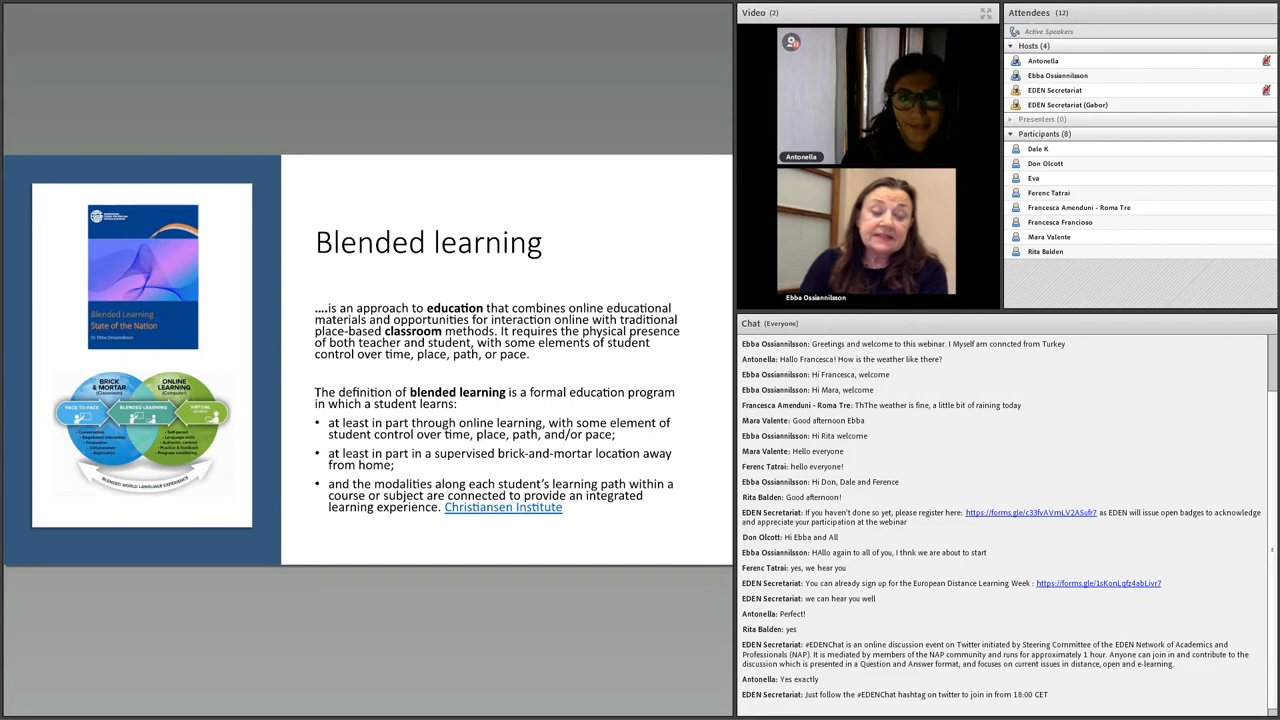 Blended Learning
State of the Nation
Dr. Ebba Ossiannilsson
BRICK &
MORTAR
(Classroom)
ONLINE
LEARNING
(Computer)
FACE-TO-FACE
BLENDED LEARNING
VIRTUAL
BLENDED WORLD LANGUAGE EXPERIENCE
Blended learning
....is an approach to education that combines online educational
materials and opportunities for interaction online with traditional
place-based classroom methods. It requires the physical presence
of both teacher and student, with some elements of student
control over time, place, path, or pace.
The definition of blended learning is a formal education program
in which a student learns:
• at least in part through online learning, with some element of
student control over time, place, path, and/or pace;
• at least in part in a supervised brick-and-mortar location away
from home;
• and the modalities along each student's learning path within a
course or subject are connected to provide an integrated
learning experience. Christiansen Institute
Video (2)
Antonella
Ebba Ossiannilsson
Attendees (12)
Active Speakers
Hosts (4)
Antonella
Ebba Ossiannilsson
EDEN Secretariat
EDEN Secretariat (Gabor)
Presenters (0)
Participants (8)
Dale K
Don Olcott
Eva
Ferenc Tatrai
Francesca Amenduni - Roma Tre
Francesca Francioso
Mara Valente
Rita Balden
Chat (Everyone)
Ebba Ossiannilsson: Greetings and welcome to this webinar. I Myself am conncted from Turkey
Antonella: Hallo Francesca! How is the weather like there?
Ebba Ossiannilsson: Hi Francesca, welcome
Ebba Ossiannilsson: Hi Mara, welcome
Francesca Amenduni - Roma Tre: ThThe weather is fine, a little bit of raining today
Mara Valente: Good afternoon Ebba
Ebba Ossiannilsson: Hi Rita welcome
Mara Valente: Hello everyone
Ferenc Tatrai: hello everyone!
Ebba Ossiannilsson: Hi Don, Dale and Ference
Rita Balden: Good afternoon!
EDEN Secretariat: If you haven't done so yet, please register here: https://forms.gle/c33fvAVmLV2ASufr7 as EDEN will issue open badges to acknowledge
and appreciate your participation at the webinar
Don Olcott: Hi Ebba and All
Ebba Ossiannilsson: HAllo again to all of you, I thnk we are about to start
Ferenc Tatrai: yes, we hear you
EDEN Secretariat: You can already sign up for the European Distance Learning Week : https://forms.gle/1sKonLqfz4abLivr7
EDEN Secretariat: we can hear you well
Antonella: Perfect!
Rita Balden: yes
EDEN Secretariat: #EDENChat is an online discussion event on Twitter initiated by Steering Committee of the EDEN Network of Academics and
Professionals (NAP). It is mediated by members of the NAP community and runs for approximately 1 hour. Anyone can join in and contribute to the
discussion which is presented in a Question and Answer format, and focuses on current issues in distance, open and e-learning.
Antonella: Yes exactly
EDEN Secretariat: Just follow the #EDENChat hashtag on twitter to join in from 18:00 CET